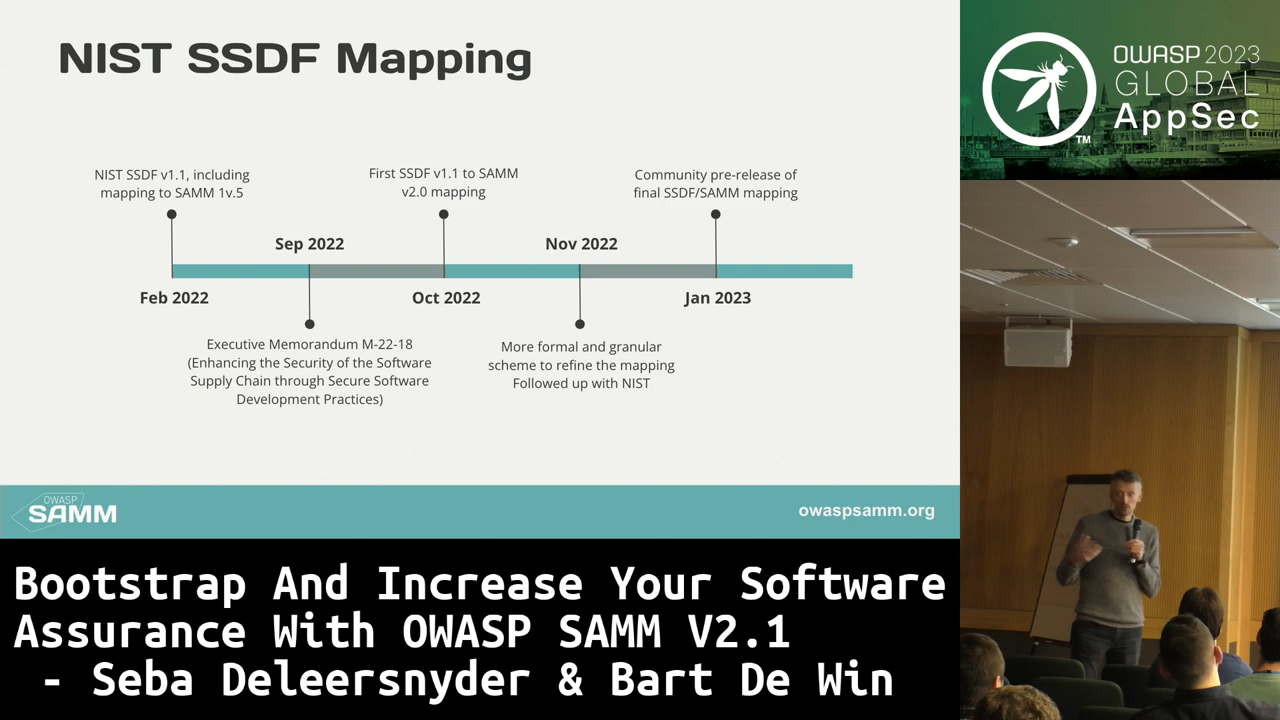 NIST SSDF Mapping
NIST SSDF v1.1, including
mapping to SAMM 1v.5
First SSDF v1.1 to SAMM
v2.0 mapping
Community pre-release of
final SSDF/SAMM mapping
Sep 2022
Nov 2022
Feb 2022
Oct 2022
Jan 2023
Executive Memorandum M-22-18
(Enhancing the Security of the Software
Supply Chain through Secure Software
Development Practices)
More formal and granular
scheme to refine the mapping
Followed up with NIST
OWASP
SAMM
owaspsamm.org
OWASP 2023
GLOBAL
AppSec
TM
Bootstrap And Increase Your Software
Assurance With OWASP SAMM V2.1
- Seba Deleersnyder & Bart De Win